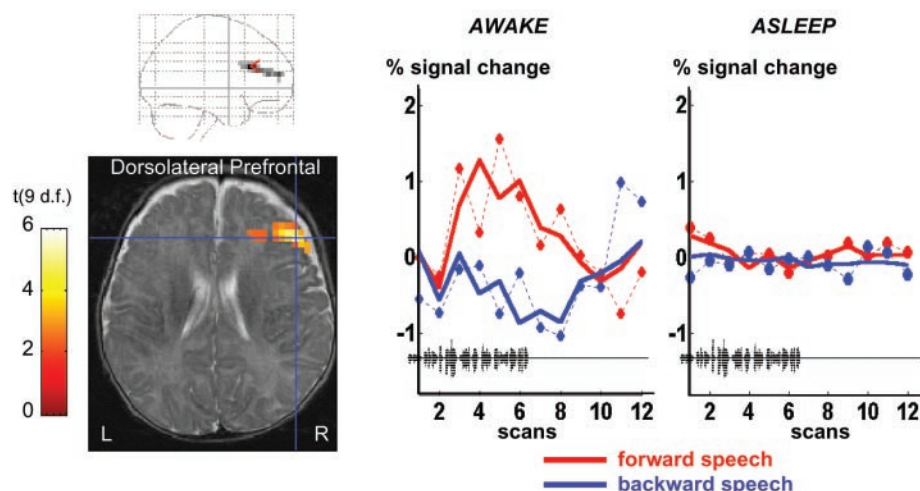 AWAKE
ASLEEP
% signal change
% signal change
Dorsolateral Prefrontal
t(9 d.f.)
6
4
2
0
L
R
2
1
0
-1
2 4 6 8 10 12
scans
2
1
0
-1
2 4 6 8 10 12
scans
forward speech
backward speech